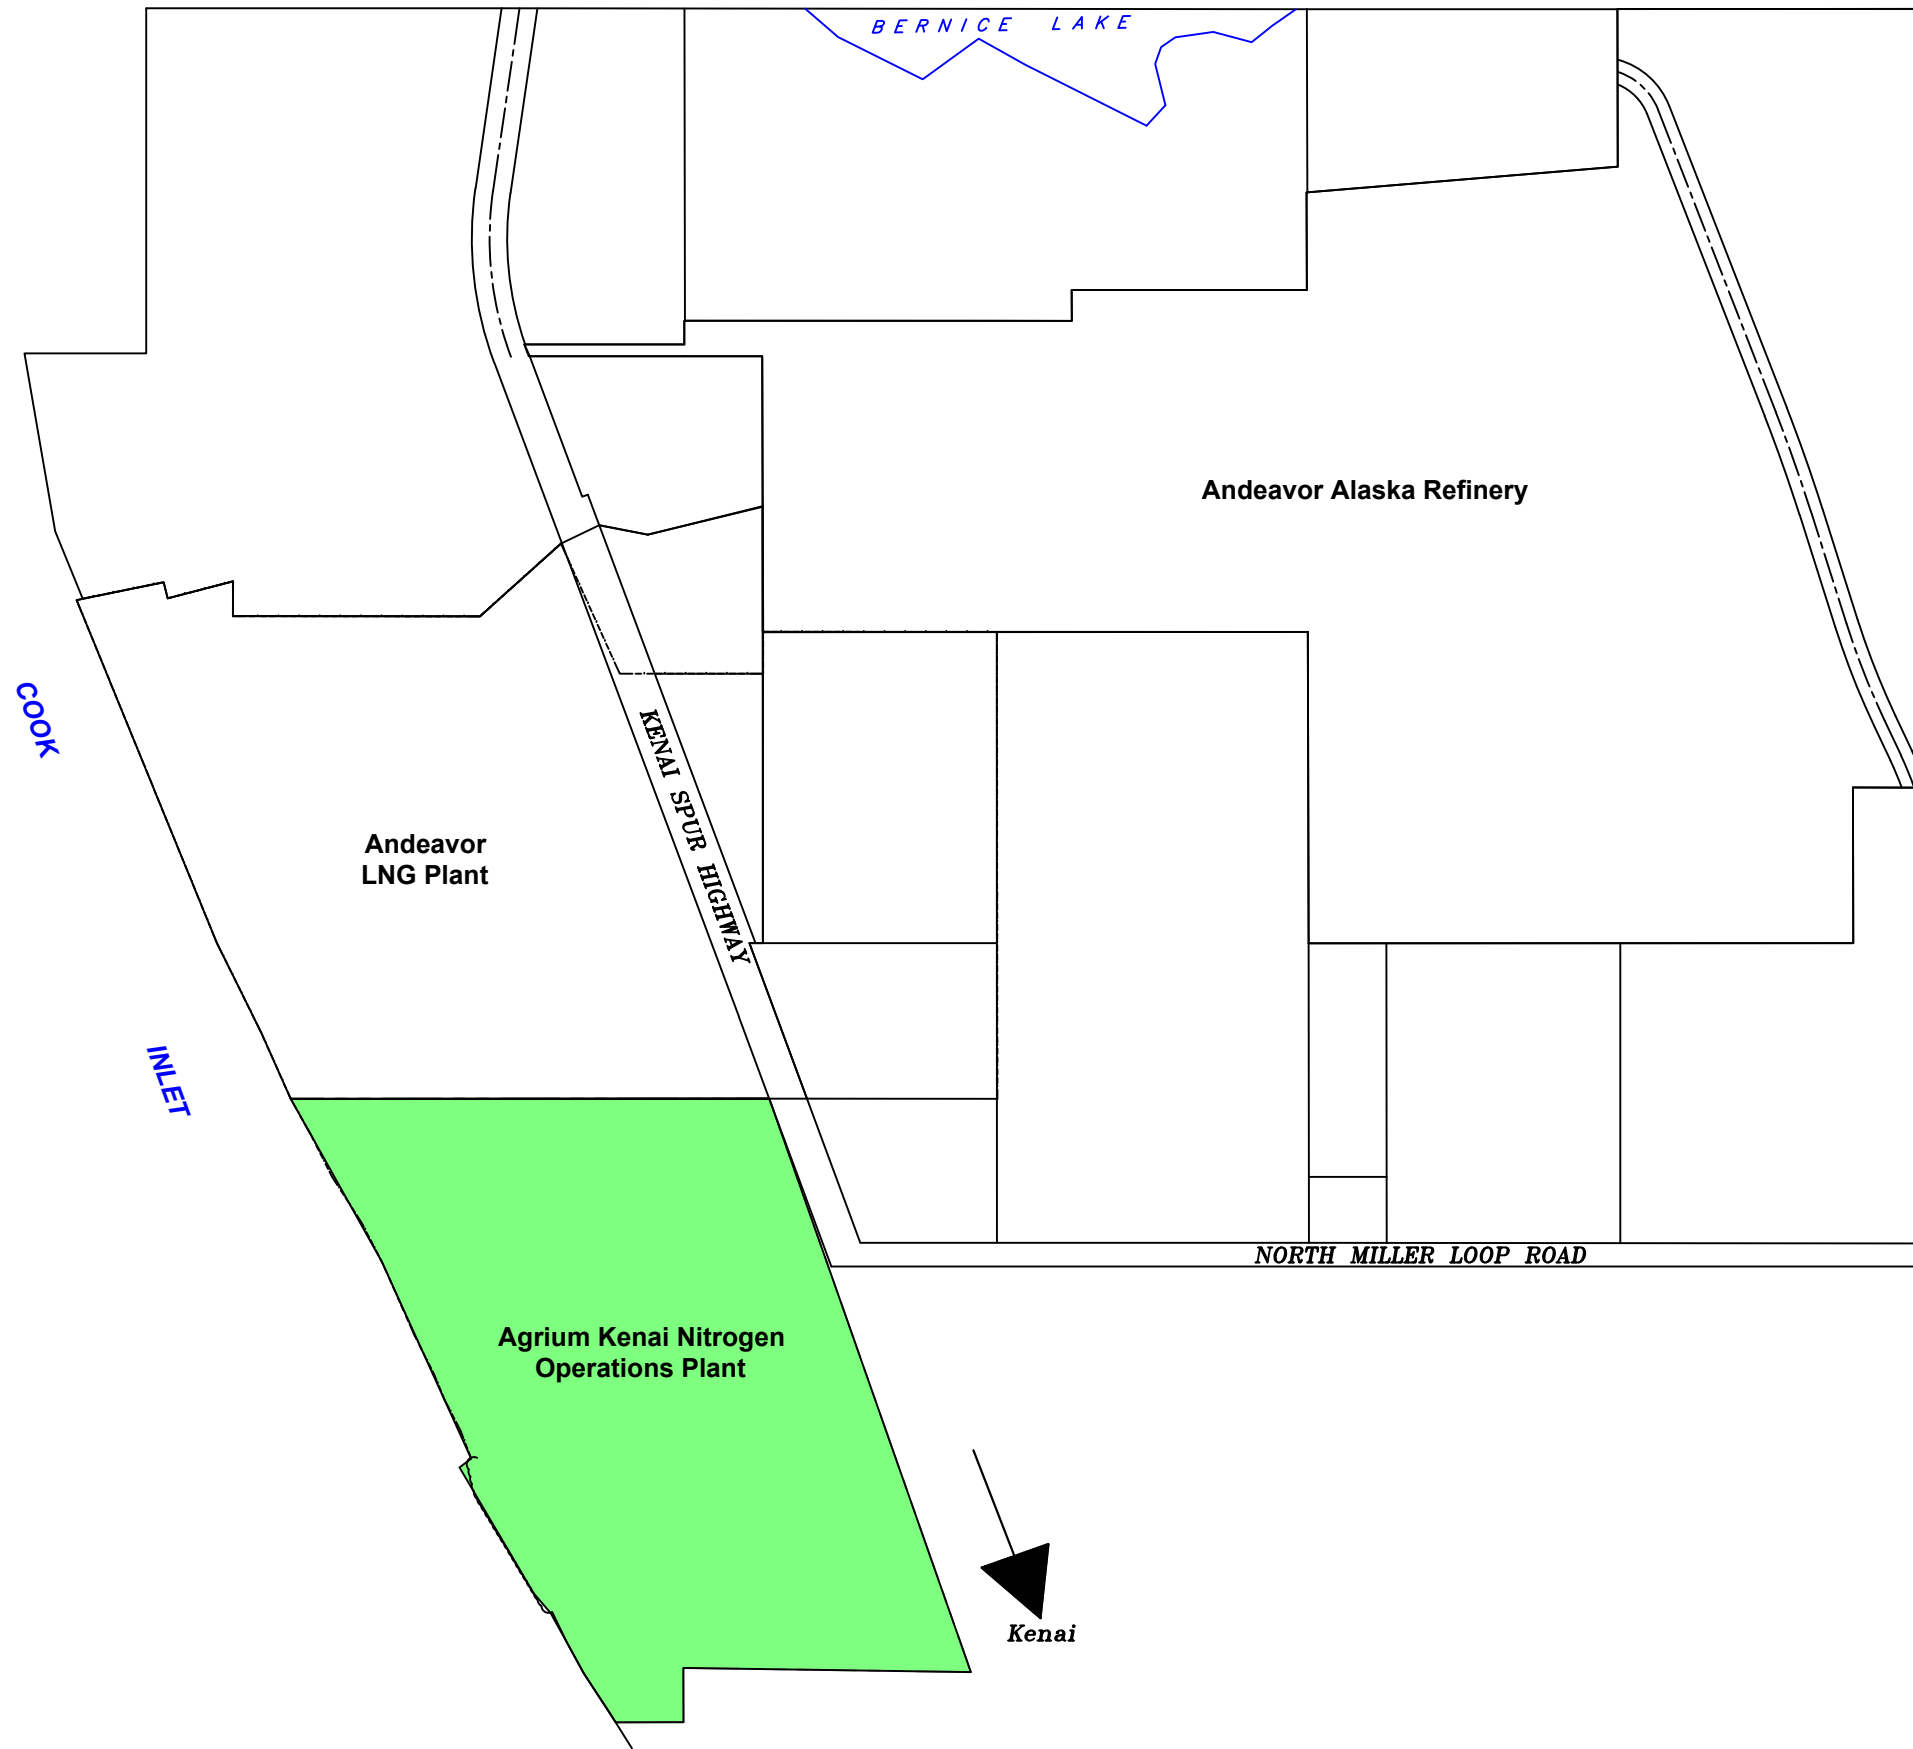 BERNICE LAKE
Andeavor Alaska Refinery
COOK
KENAI SPUR HIGHWAY
Andeavor
LNG Plant
INLET
NORTH MILLER LOOP ROAD
Agrium Kenai Nitrogen
Operations Plant
Kenai